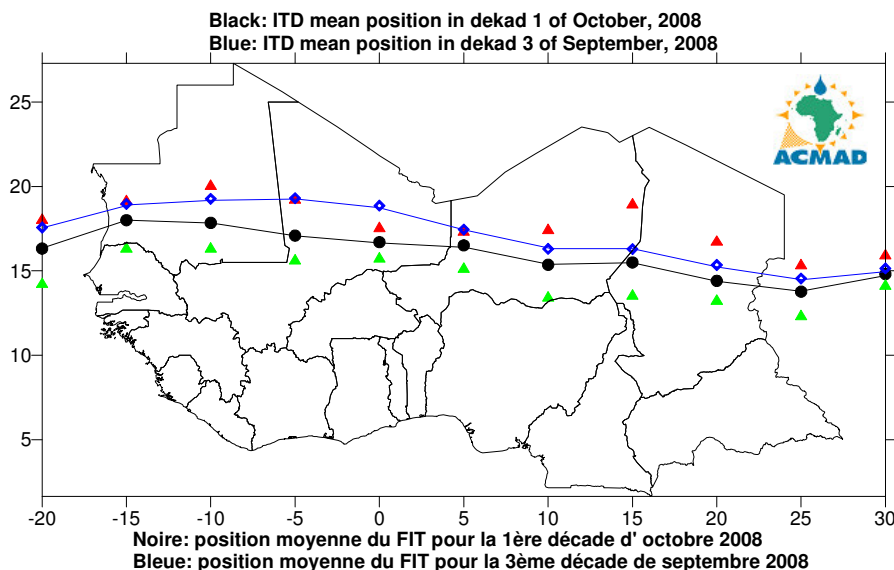 Black: ITD mean position in dekad 1 of October, 2008
Blue: ITD mean position in dekad 3 of September, 2008
25
20
15
10
5
ACMAD
-20 -15 -10 -5 0 5 10 15 20 25 30
Noire: position moyenne du FIT pour la 1ère décade d' octobre 2008
Bleue: position moyenne du FIT pour la 3ème décade de septembre 2008